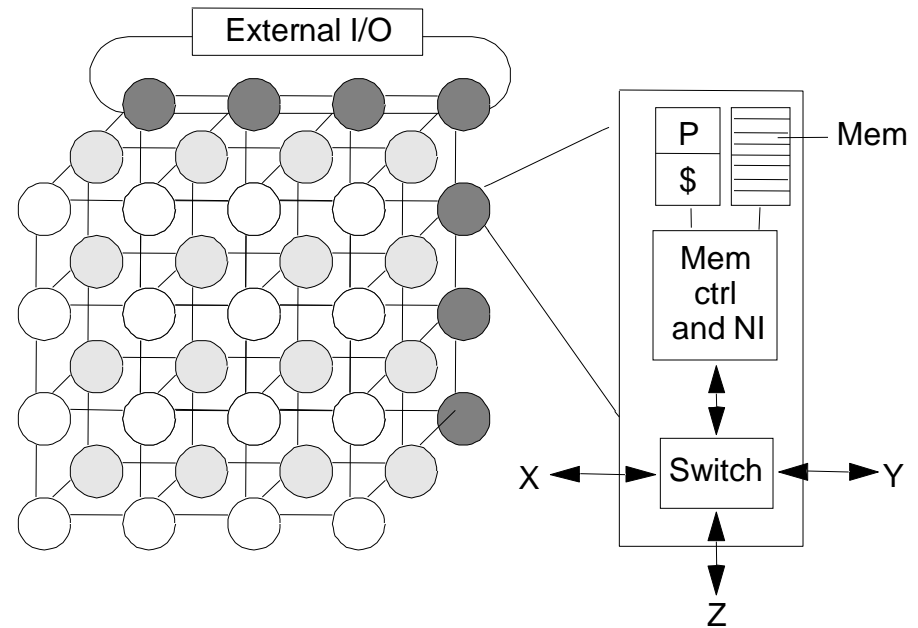 External I/O
P
$
Mem
Mem
ctrl
and NI
Switch
X
Y
Z